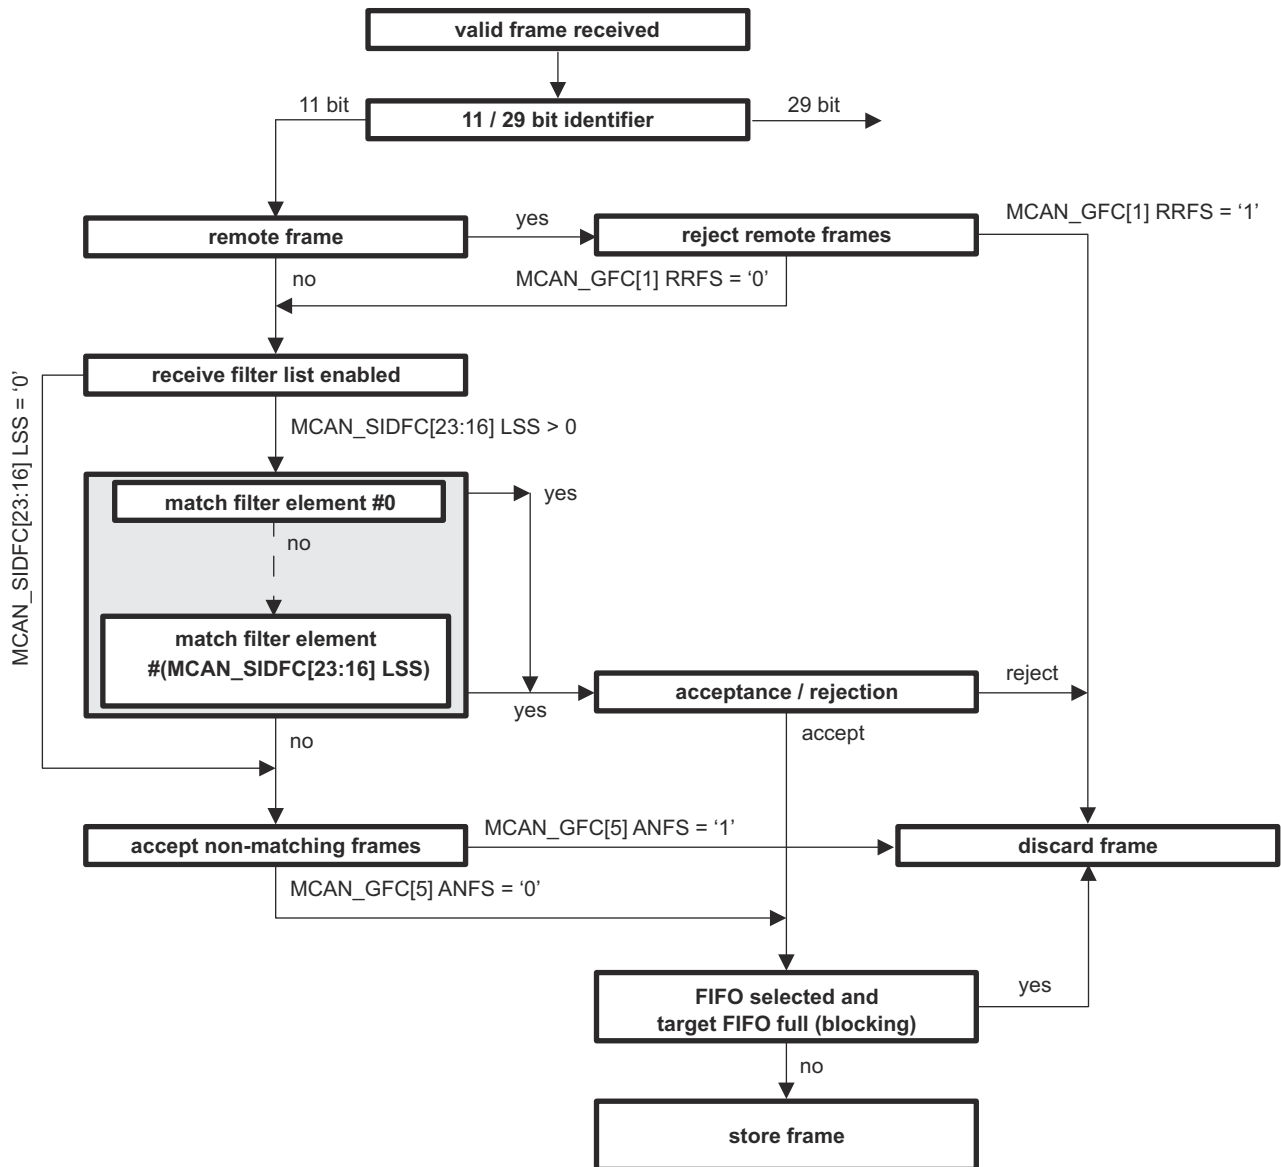 valid frame received
11 bit
11 / 29 bit identifier
29 bit
remote frame
yes
reject remote frames
MCAN_GFC[1] RRFS = ‘1’
no
MCAN_GFC[1] RRFS = ‘0’
receive filter list enabled
MCAN_SIDFC[23:16] LSS = ‘0’
MCAN_SIDFC[23:16] LSS > 0
match filter element #0
yes
no
match filter element
#(MCAN_SIDFC[23:16] LSS)
yes
acceptance / rejection
reject
no
accept
accept non-matching frames
MCAN_GFC[5] ANFS = ‘1’
discard frame
MCAN_GFC[5] ANFS = ‘0’
FIFO selected and
target FIFO full (blocking)
yes
no
store frame